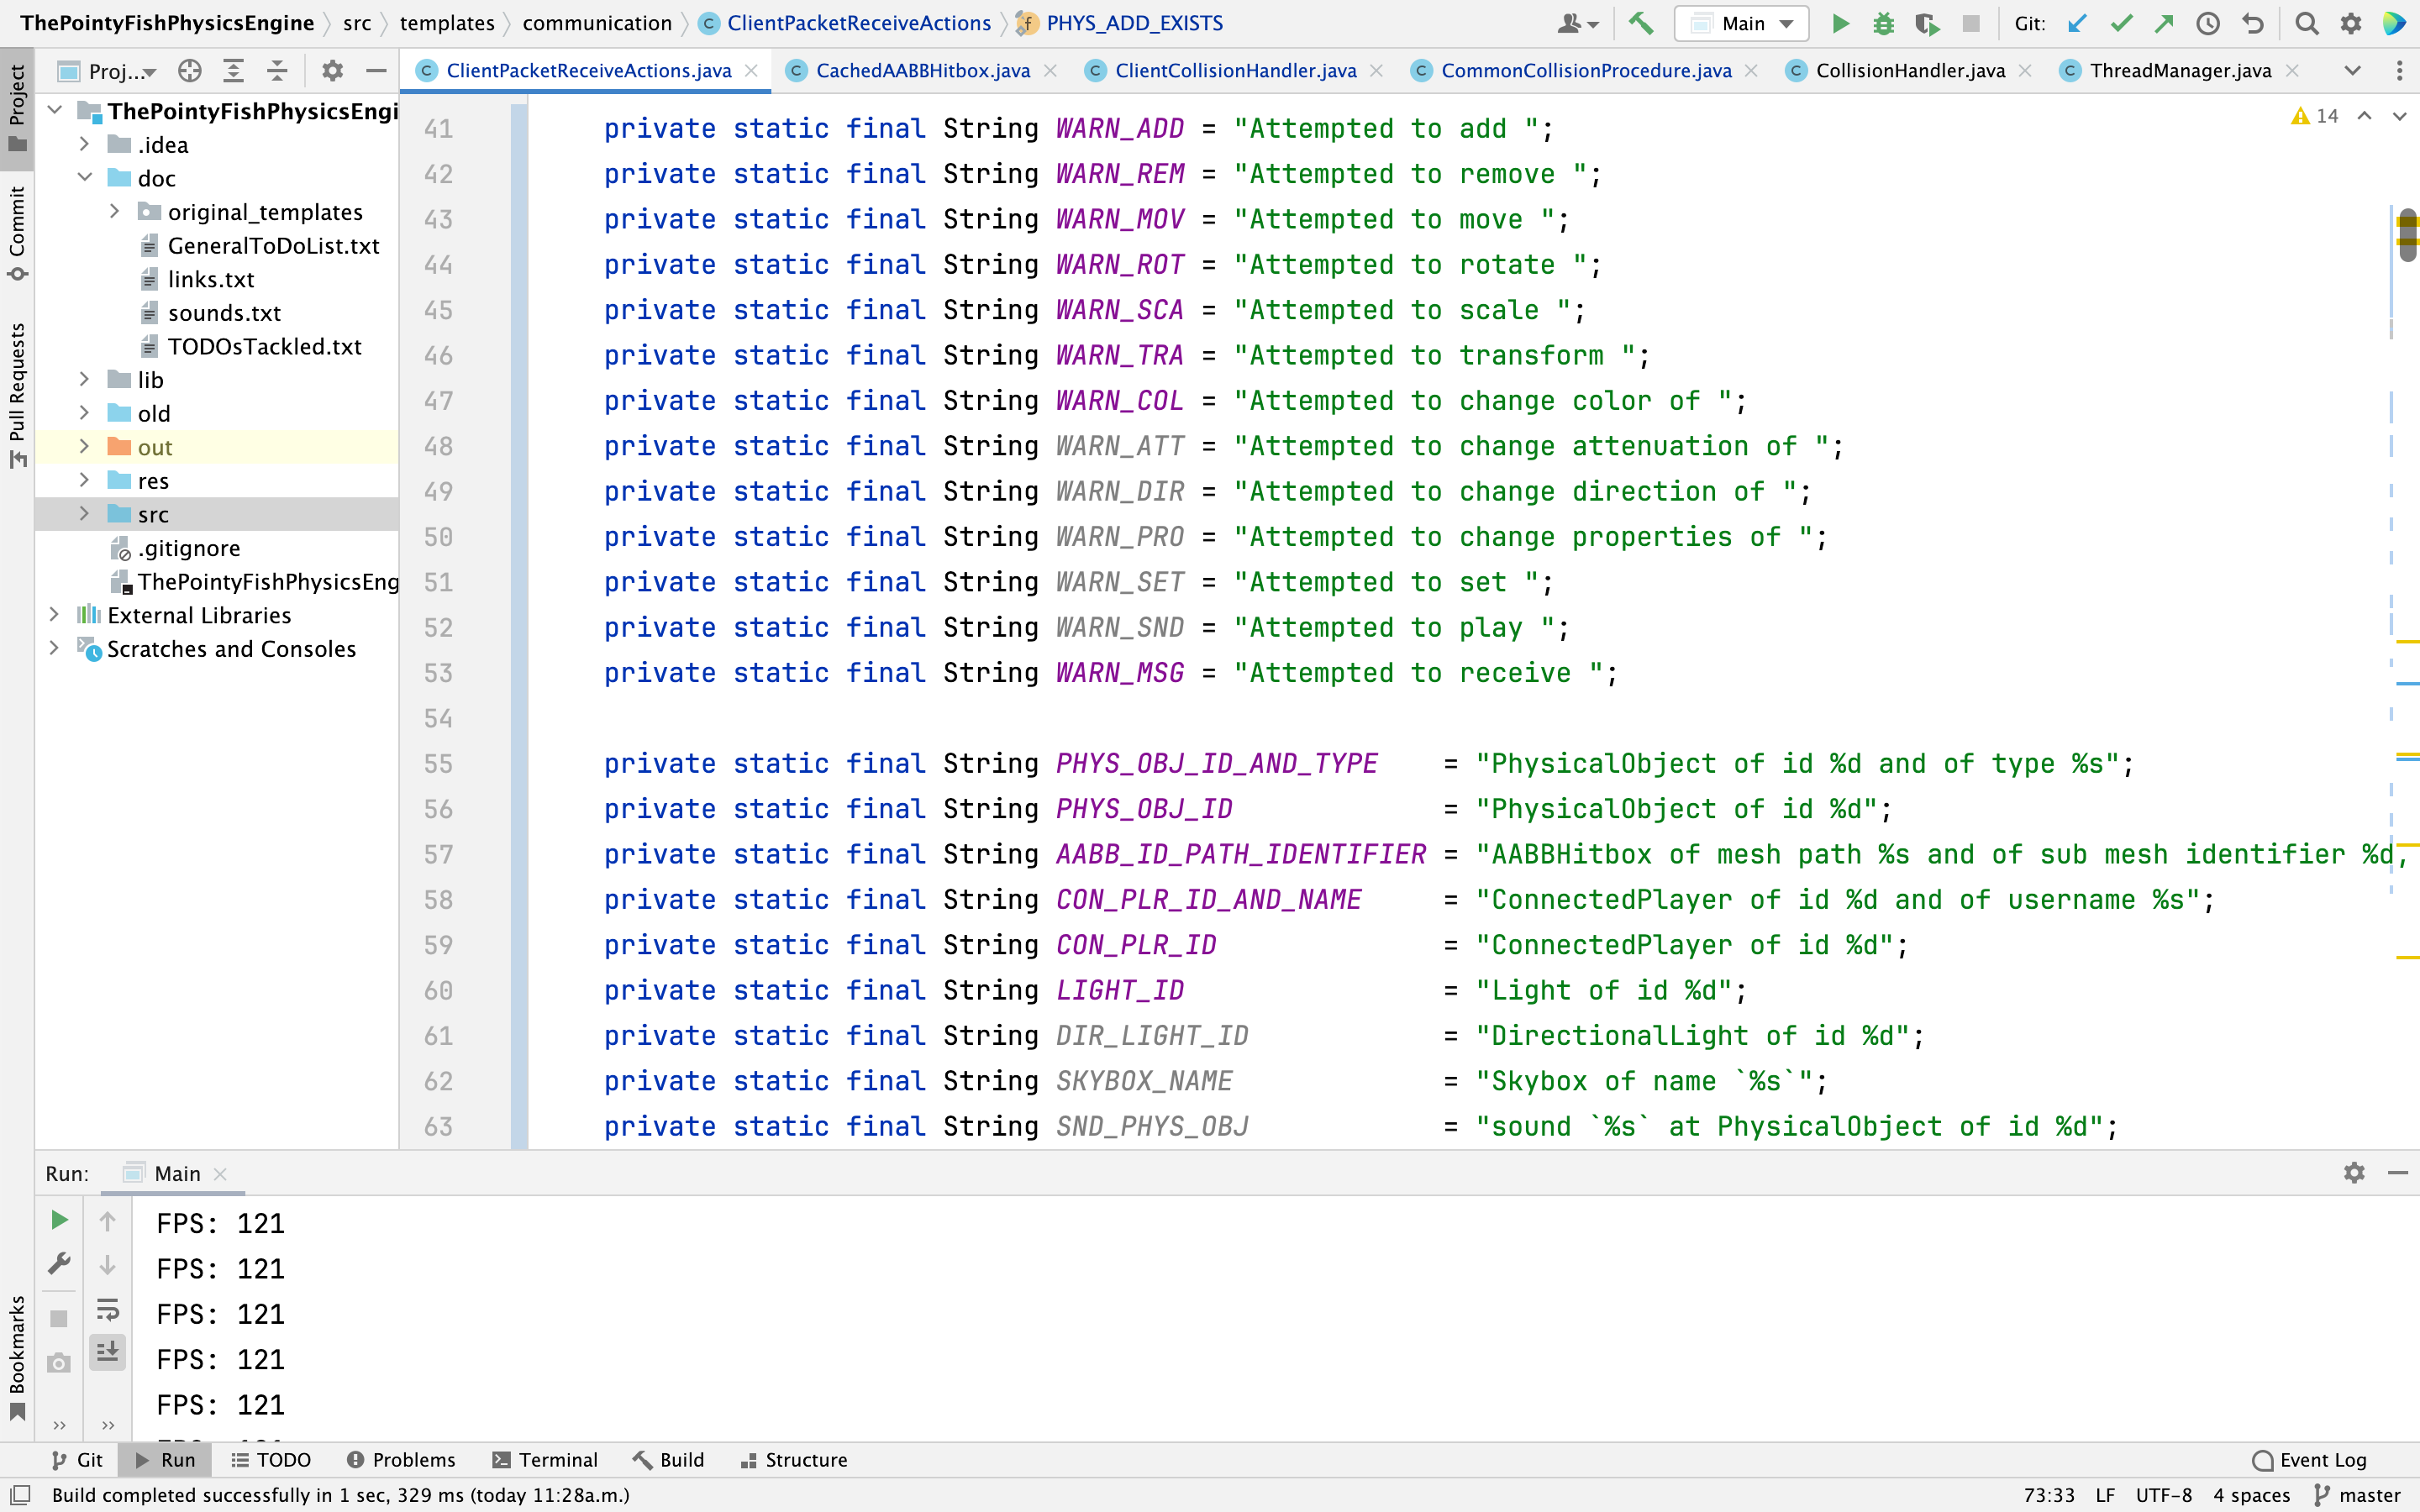 ThePointyFishPhysicsEngine src templates communication ClientPacketReceiveActions PHYS_ADD_EXISTS Main Git:
Project
Commit
Pull Requests
Bookmarks
Proj...
ClientPacketReceiveActions.java CachedAABBHitbox.java ClientCollisionHandler.java CommonCollisionProcedure.java CollisionHandler.java ThreadManager.java
ThePointyFishPhysicsEngi
.idea
doc
original_templates
GeneralToDoList.txt
links.txt
sounds.txt
TODOsTackled.txt
lib
old
out
res
src
.gitignore
ThePointyFishPhysicsEng
External Libraries
Scratches and Consoles
14
41 private static final String WARN_ADD = "Attempted to add ";
42 private static final String WARN_REM = "Attempted to remove ";
43 private static final String WARN_MOV = "Attempted to move ";
44 private static final String WARN_ROT = "Attempted to rotate ";
45 private static final String WARN_SCA = "Attempted to scale ";
46 private static final String WARN_TRA = "Attempted to transform ";
47 private static final String WARN_COL = "Attempted to change color of ";
48 private static final String WARN_ATT = "Attempted to change attenuation of ";
49 private static final String WARN_DIR = "Attempted to change direction of ";
50 private static final String WARN_PRO = "Attempted to change properties of ";
51 private static final String WARN_SET = "Attempted to set ";
52 private static final String WARN_SND = "Attempted to play ";
53 private static final String WARN_MSG = "Attempted to receive ";
54
55 private static final String PHYS_OBJ_ID_AND_TYPE = "PhysicalObject of id %d and of type %s";
56 private static final String PHYS_OBJ_ID = "PhysicalObject of id %d";
57 private static final String AABB_ID_PATH_IDENTIFIER = "AABBHitbox of mesh path %s and of sub mesh identifier %d,
58 private static final String CON_PLR_ID_AND_NAME = "ConnectedPlayer of id %d and of username %s";
59 private static final String CON_PLR_ID = "ConnectedPlayer of id %d";
60 private static final String LIGHT_ID = "Light of id %d";
61 private static final String DIR_LIGHT_ID = "DirectionalLight of id %d";
62 private static final String SKYBOX_NAME = "Skybox of name `%s`";
63 private static final String SND_PHYS_OBJ = "sound `%s` at PhysicalObject of id %d";
Run: Main
FPS: 121
FPS: 121
FPS: 121
FPS: 121
FPS: 121
Git Run TODO Problems Terminal Build Structure Event Log
Build completed successfully in 1 sec, 329 ms (today 11:28a.m.) 73:33 LF UTF-8 4 spaces master